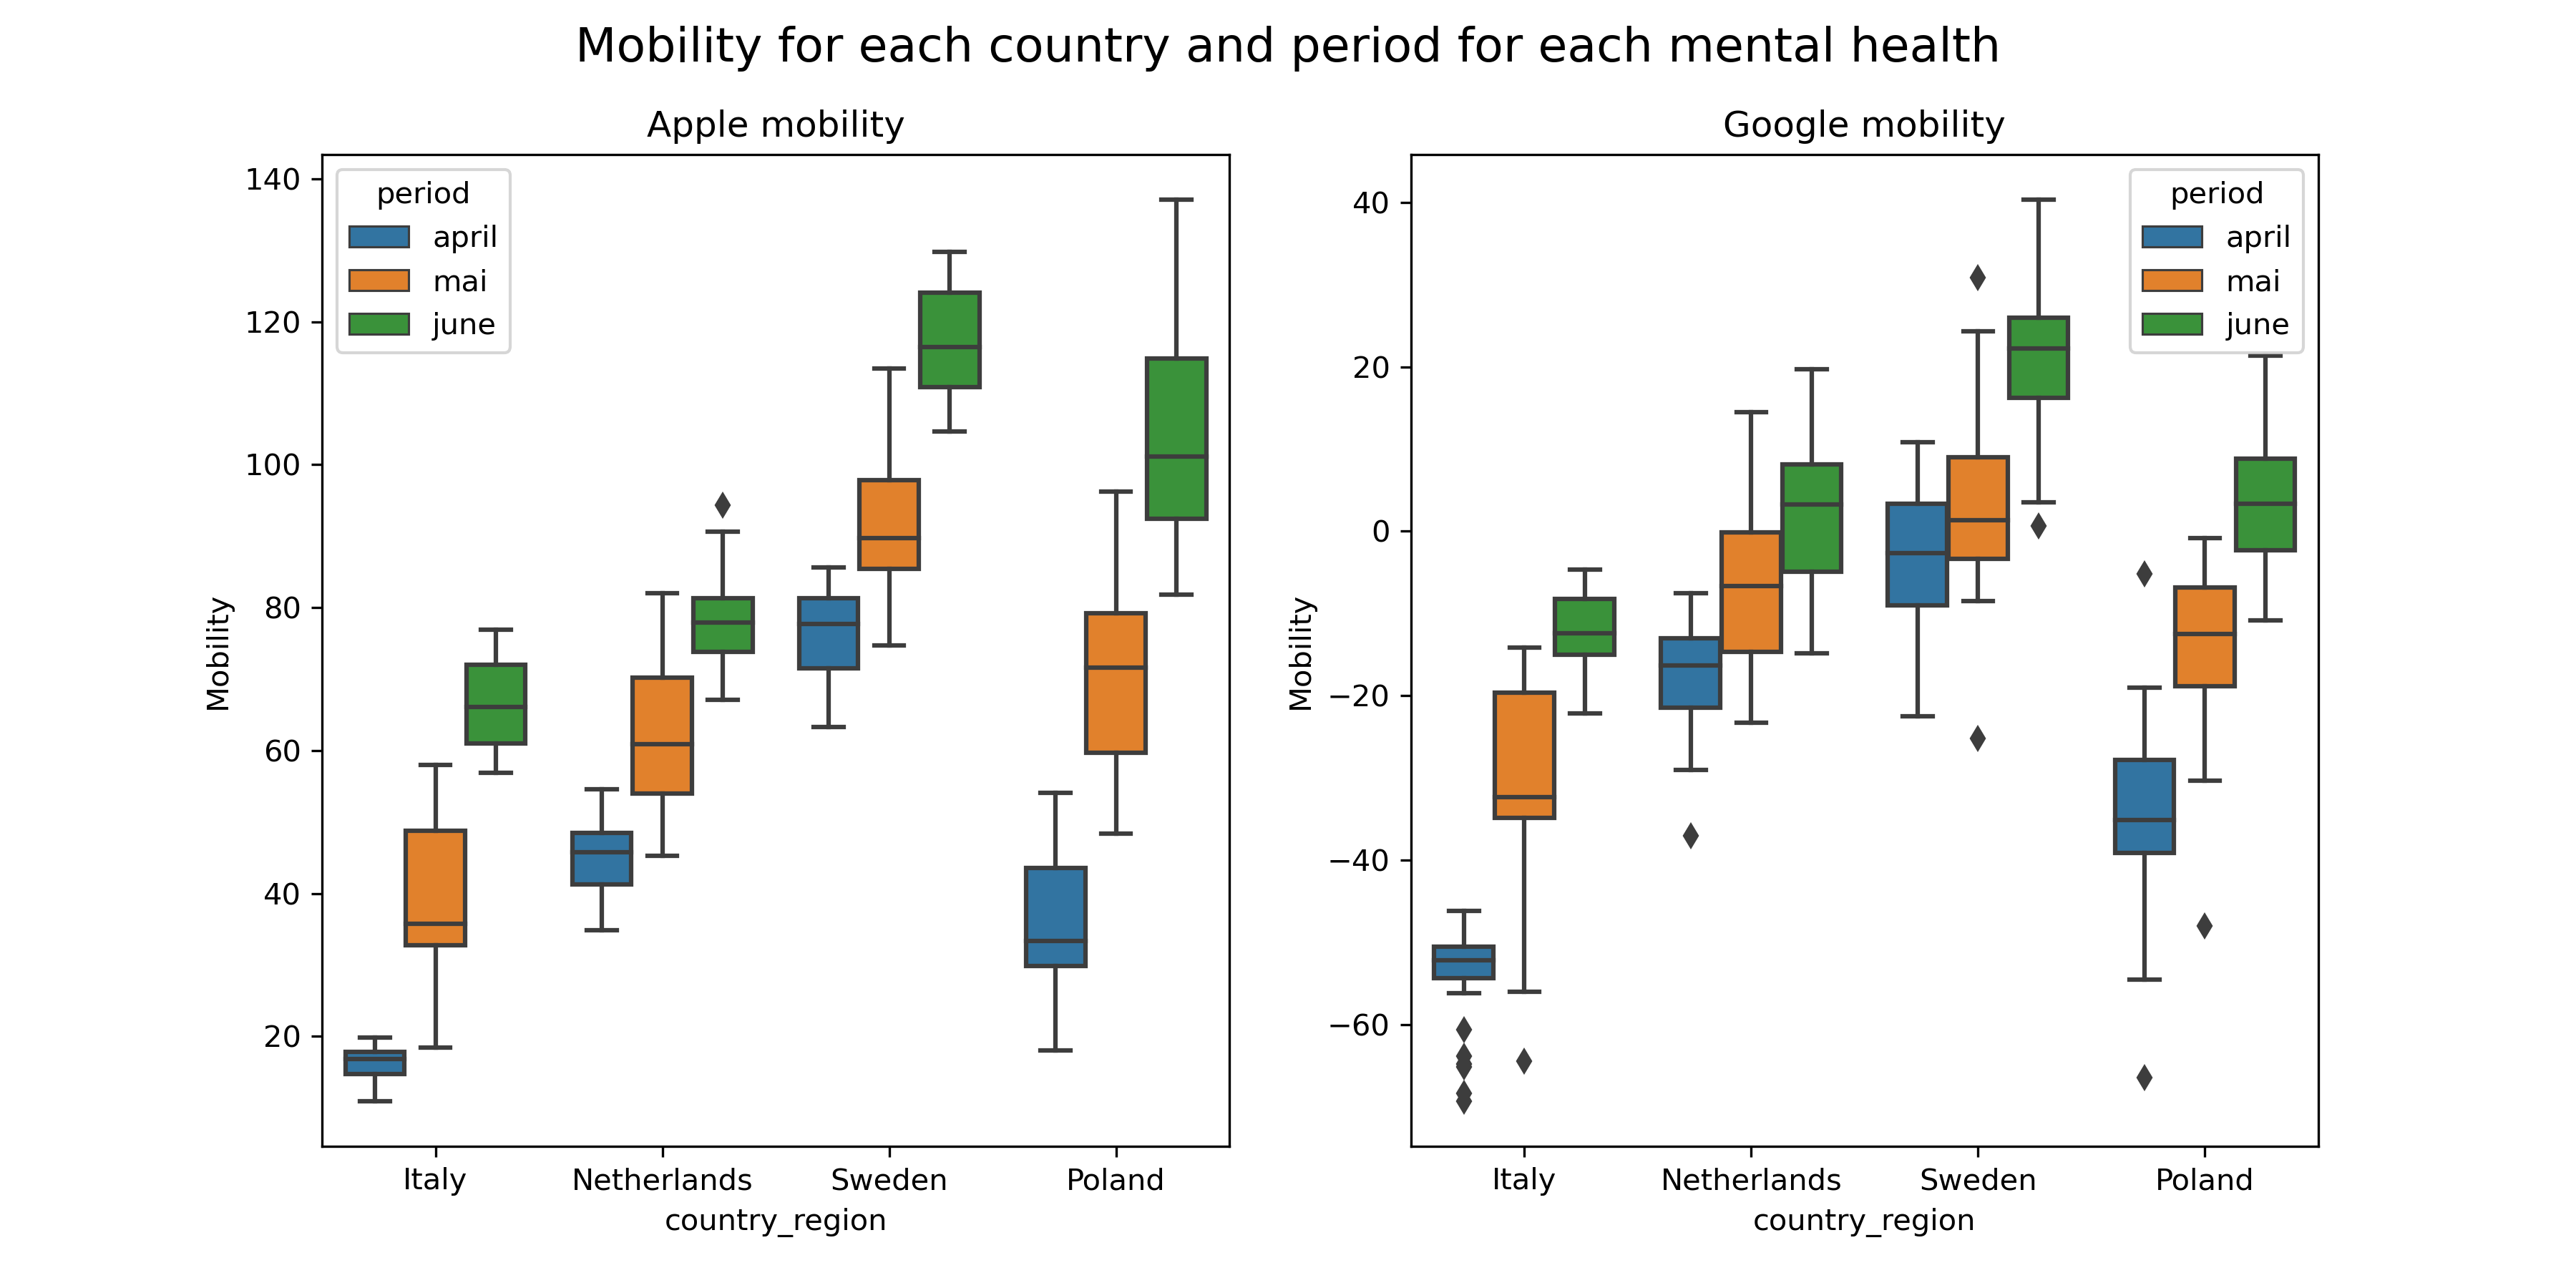 Mobility for each country and period for each mental health
Apple mobility
140
120
100
80
60
40
20
Mobility
period
april
mai
june
Italy
Netherlands
Sweden
Poland
country_region
Google mobility
40
20
0
−20
−40
−60
Mobility
period
april
mai
june
Italy
Netherlands
Sweden
Poland
country_region